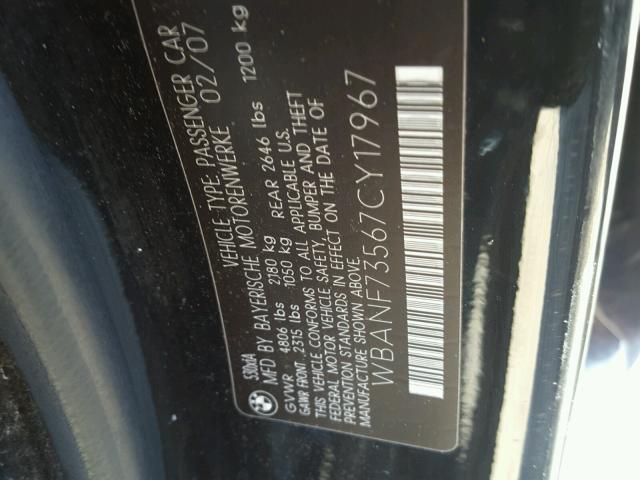 530xiA VEHICLE TYPE: PASSENGER CAR
MFD BY BAYERISCHE MOTORENWERKE 02/07
GVWR 4806 lbs 2180 kg
GAWR FRONT 2315 lbs 1050 kg REAR 2646 lbs 1200 kg
THIS VEHICLE CONFORMS TO ALL APPLICABLE U.S.
FEDERAL MOTOR VEHICLE SAFETY, BUMPER AND THEFT
PREVENTION STANDARDS IN EFFECT ON THE DATE OF
MANUFACTURE SHOWN ABOVE.
WBANF73567CY17967